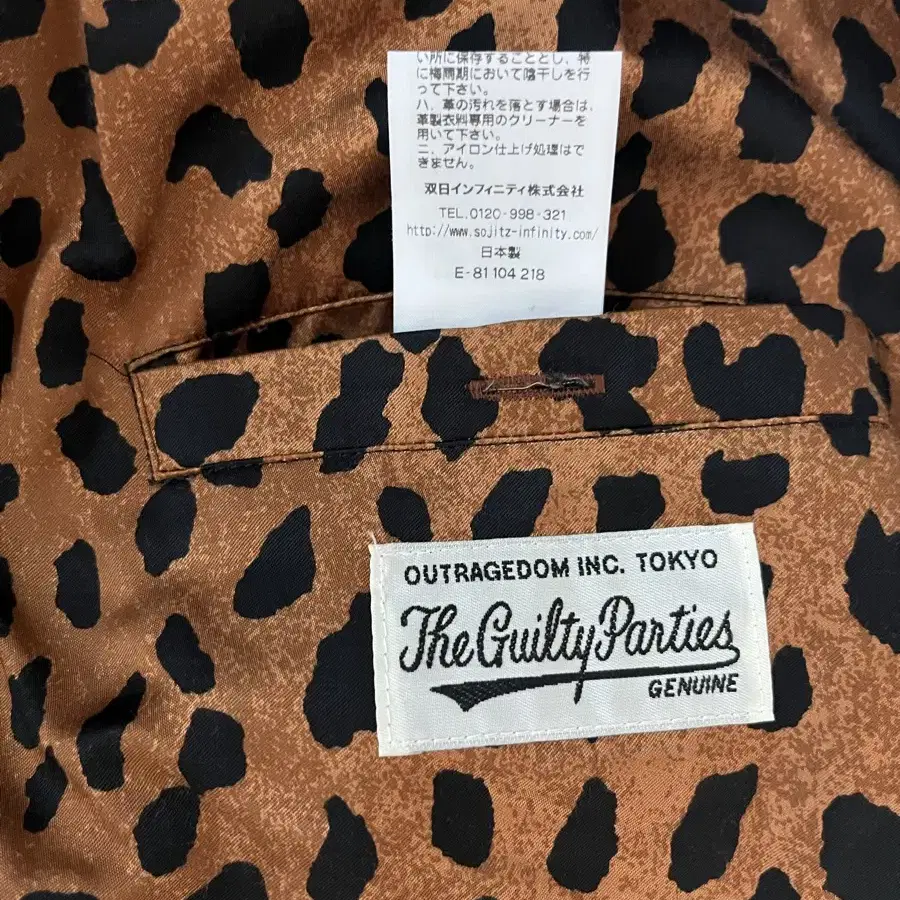 い所に保存することとし、特
に梅雨期において陰干しを行
って下さい。
ハ．革の汚れを落とす場合は、
革製衣料専用のクリーナーを
用いて下さい。
ニ．アイロン仕上げ処理はで
きません。
双日インフィニティ株式会社
TEL.0120-998-321
http://www.sojitz-infinity.com/
日本製
E-81 104 218
OUTRAGEDOM INC. TOKYO
The Guilty Parties
GENUINE